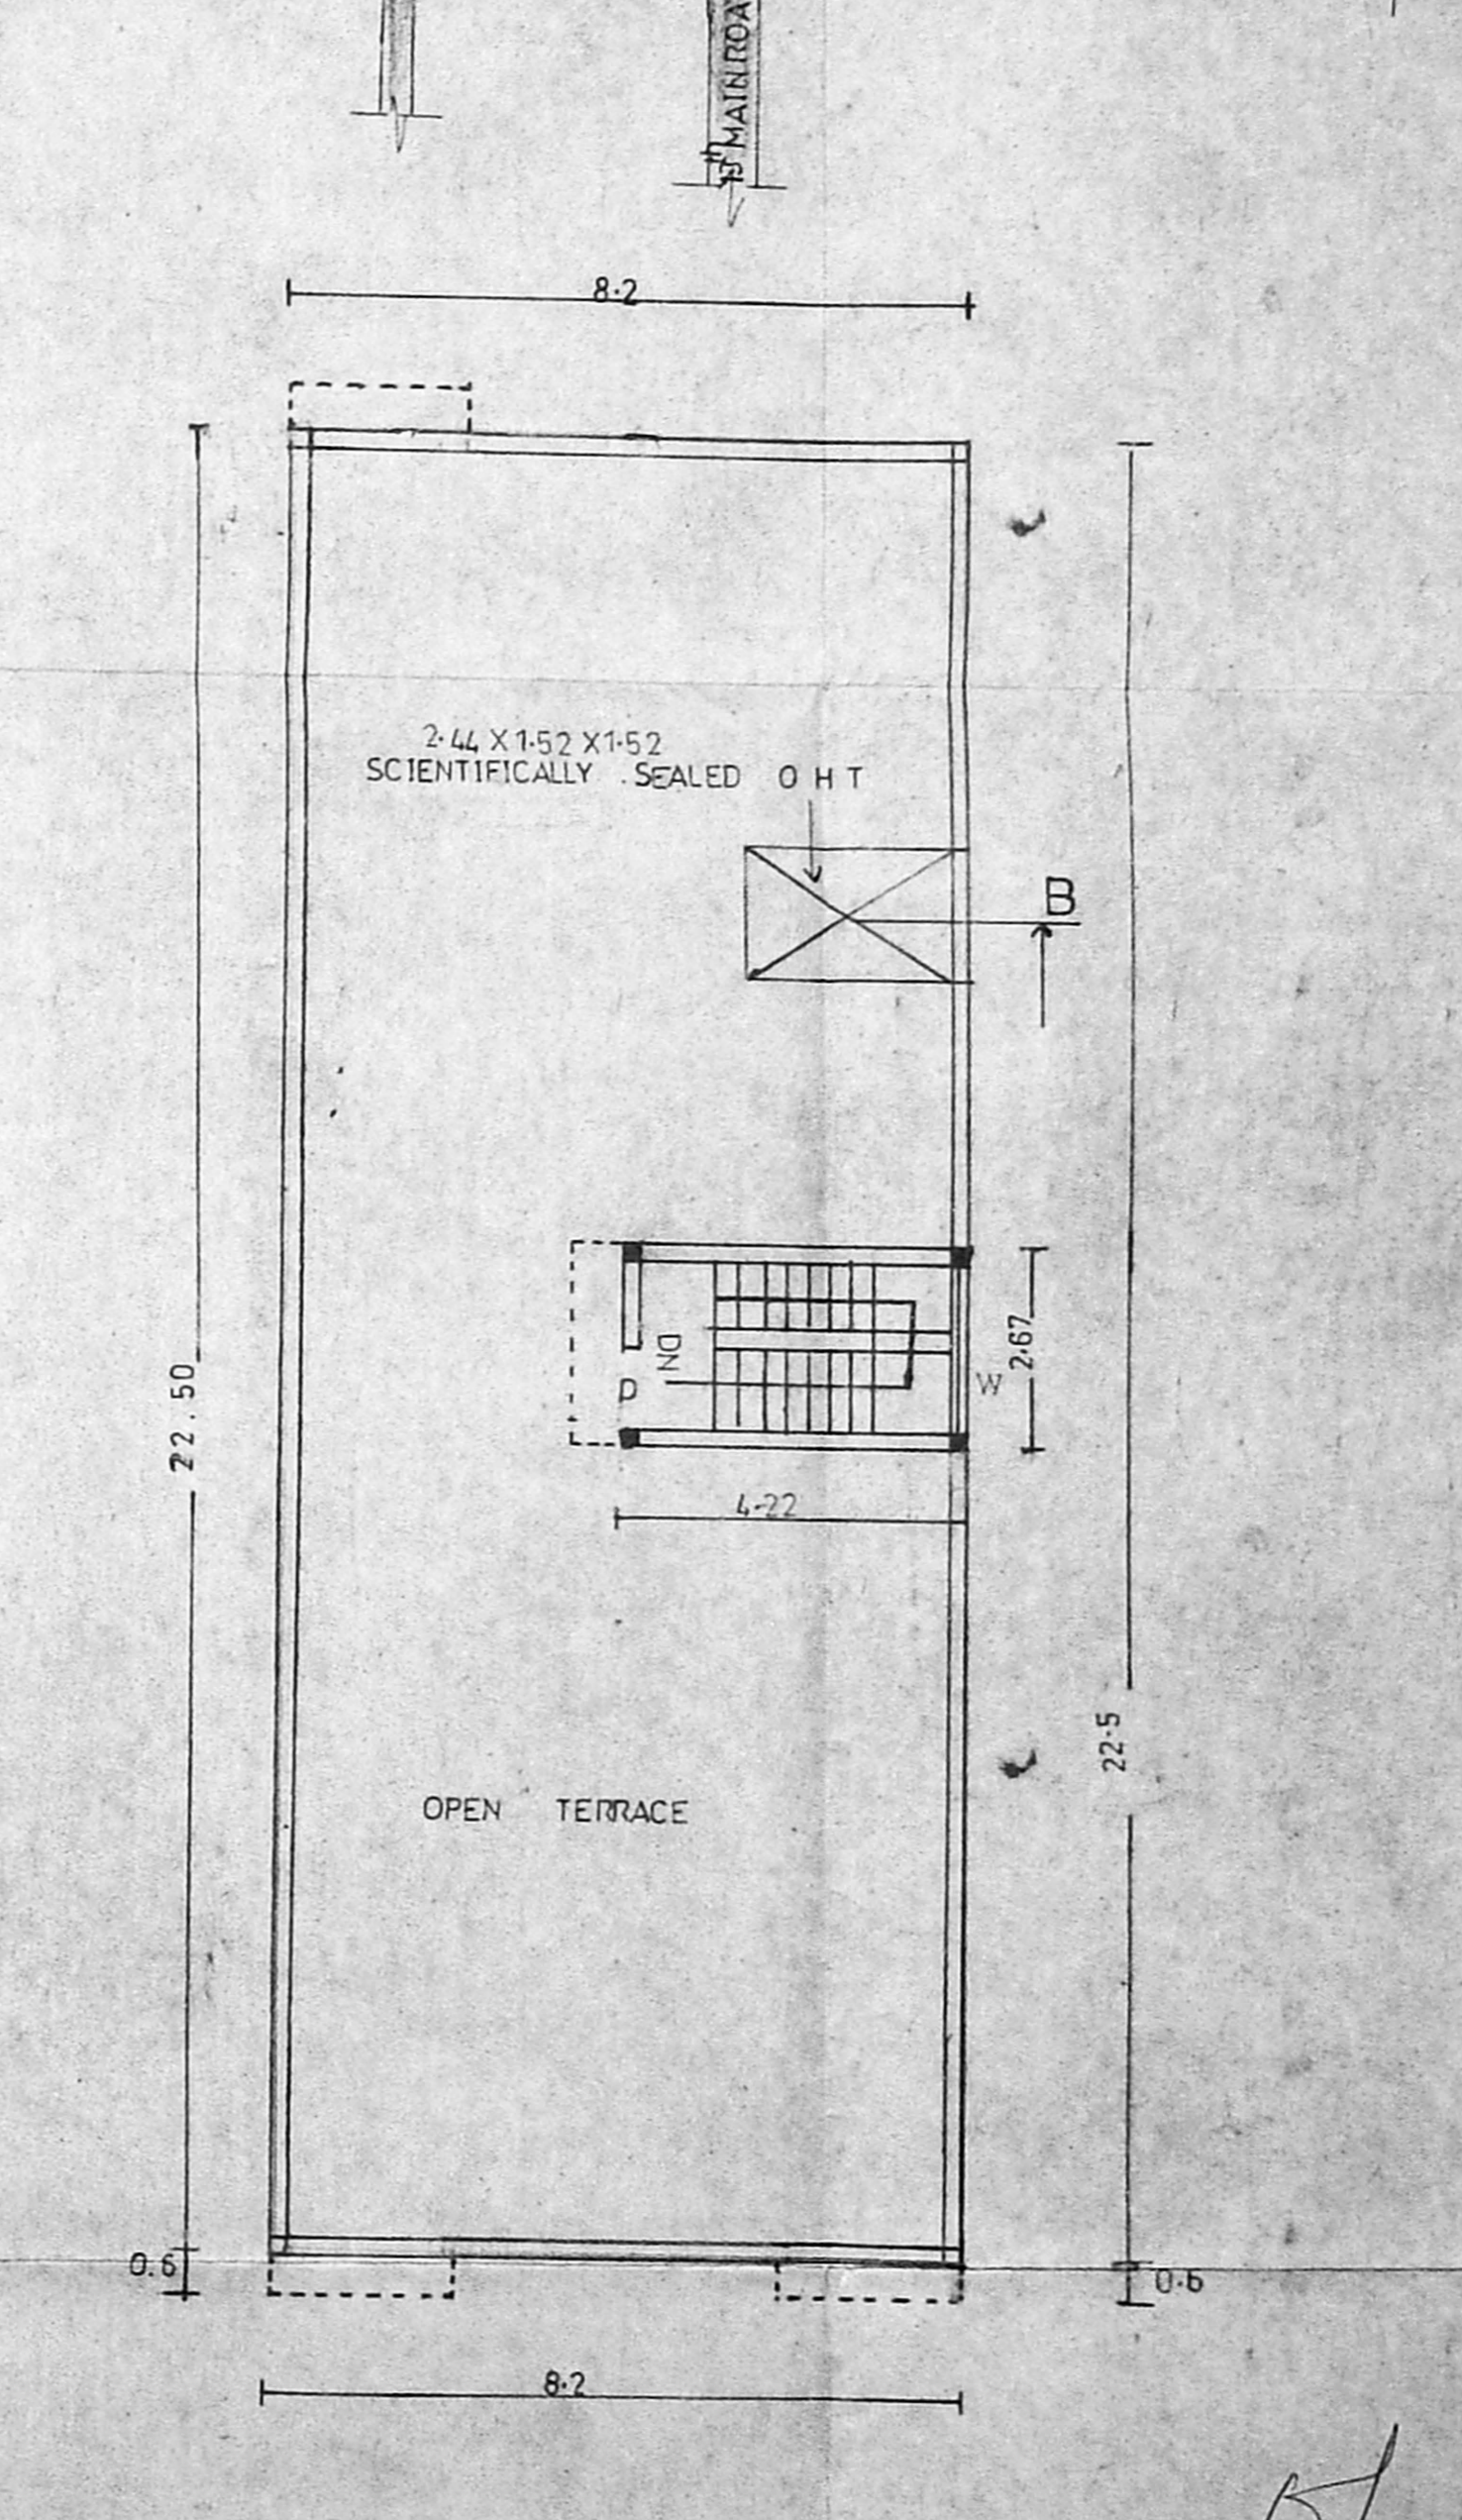 13th MAIN ROA
8.2
2.44 X 1.52 X 1.52
SCIENTIFICALLY SEALED O H T
B
DN
D
W
2.67
22.50
4.22
22.5
OPEN TERRACE
0.6
0.6
8.2